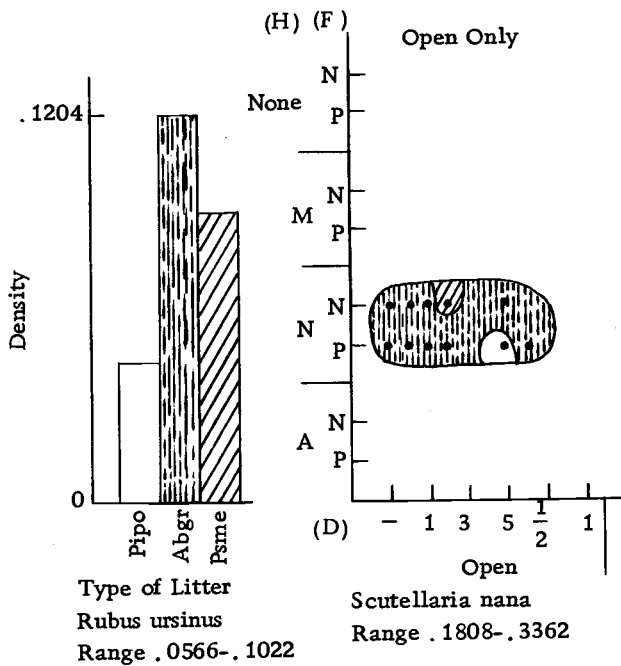 (H) (F)
Open Only
N
None
P
N
M
P
N
N
P
N
A
P
.1204
Density
0
Pipo
Abgr
Psme
(D) — 1 3 5 1/2 1
Open
Type of Litter
Rubus ursinus
Range .0566-.1022
Scutellaria nana
Range .1808-.3362